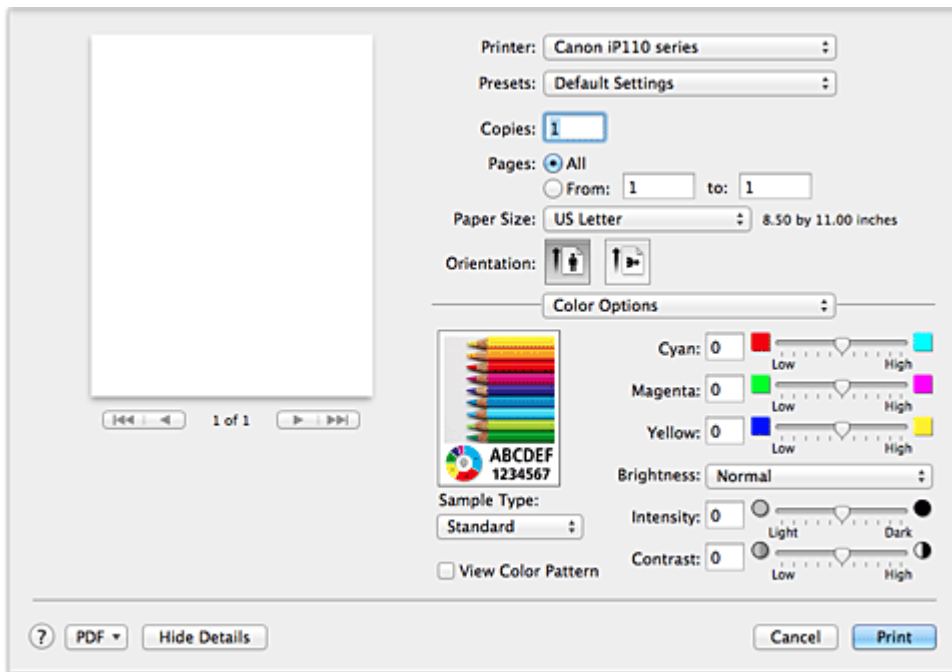 Printer: Canon iP110 series
Presets: Default Settings
Copies: 1
Pages: All
From: 1 to: 1
Paper Size: US Letter 8.50 by 11.00 inches
Orientation:
Color Options
1 of 1
ABCDEF
1234567
Sample Type:
Standard
View Color Pattern
Cyan: 0
Low High
Magenta: 0
Low High
Yellow: 0
Low High
Brightness: Normal
Intensity: 0
Light Dark
Contrast: 0
Low High
? PDF Hide Details Cancel Print